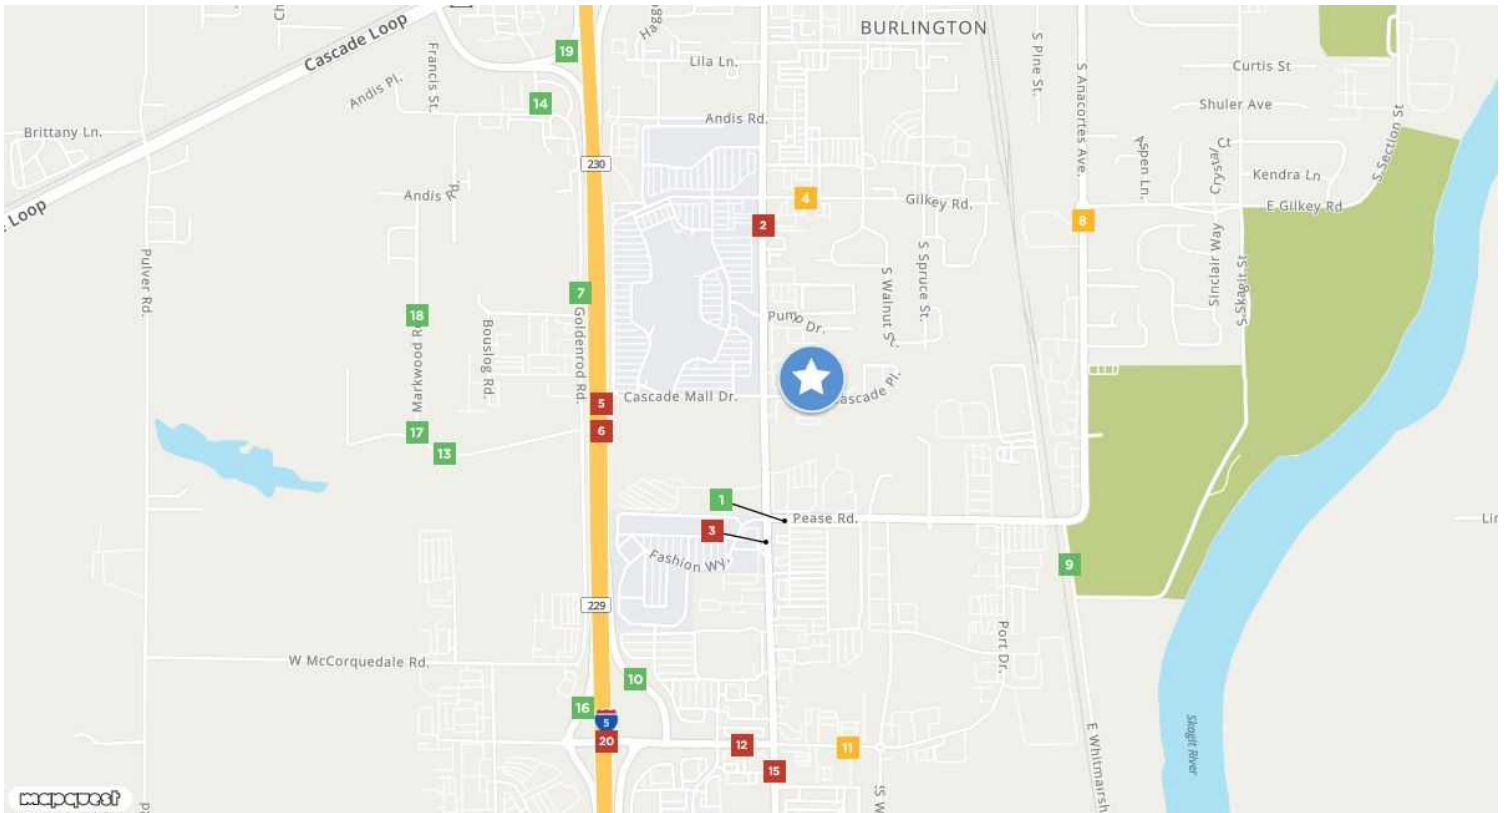 BURLINGTON
Cascade Loop
19
Lila Ln.
Francis St.
S Pine St.
Curtis St
S Anacortes Ave.
Andis Pl.
14
Shuler Ave
Andis Rd.
Brittany Ln.
S Section St
Aspen Ln.
Crystal Ct
230
Kendra Ln
Andis Rd.
4
Gilkey Rd.
E Gilkey Rd
2
8
Loop
Pulver Rd.
S Spruce St.
S Walnut St.
Sinclair Way
S Skagit St
7
18
Goldenrod Rd.
Pump Dr.
Bouslog Rd.
Markwood Rd.
Cascade Mall Dr.
Cascade Pl.
5
6
17
13
1
3
Pease Rd.
Lin
Fashion Wy.
9
229
Port Dr.
W McCorquedale Rd.
10
16
5
20
12
11
15
Skagit River
E Whitmarsh
S W
mapquest